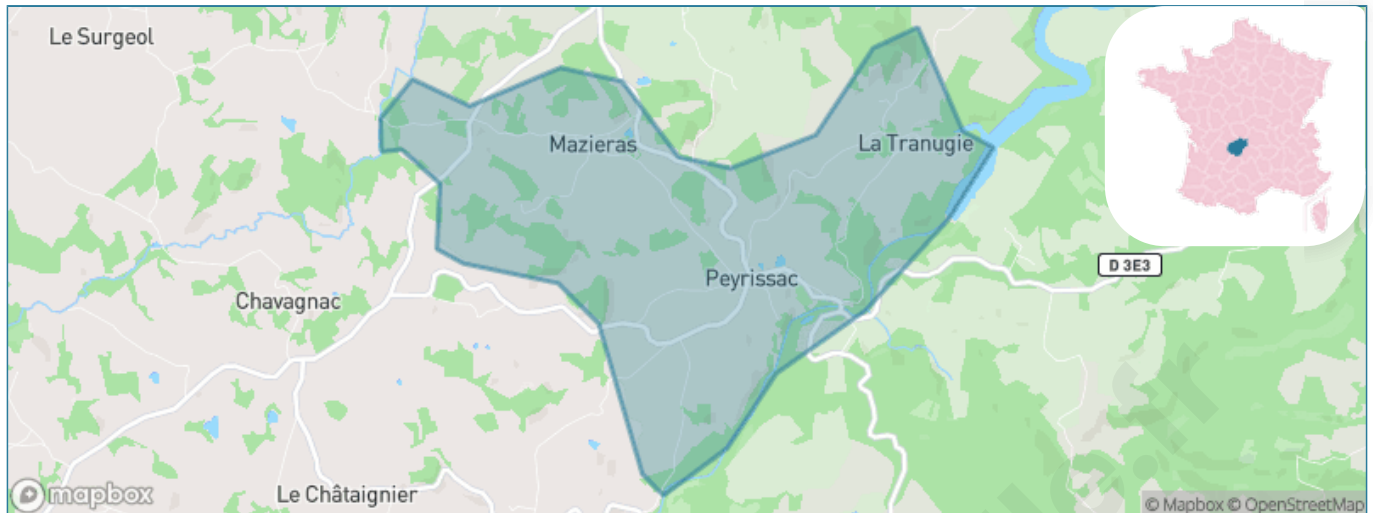 Le Surgeol
Mazieras
La Tranugie
Peyrissac
D 3E3
Chavagnac
Le Châtaignier
mapbox
© Mapbox © OpenStreetMap